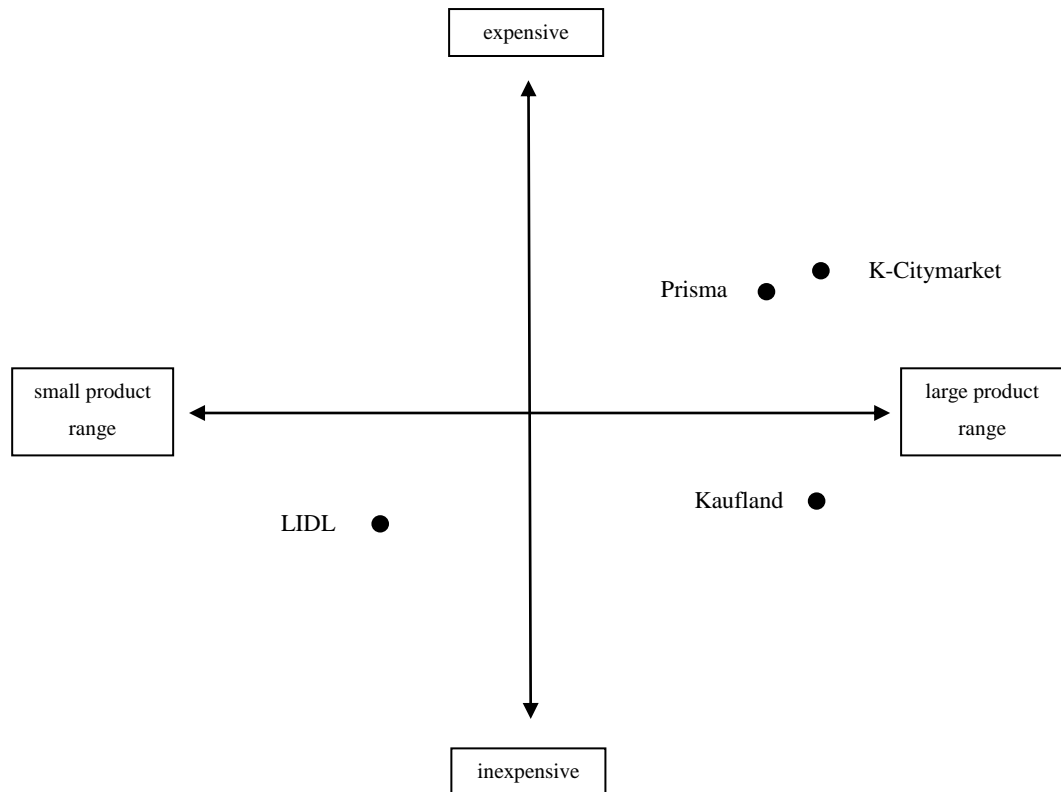 expensive
K-Citymarket
Prisma
small product
range
large product
range
Kaufland
LIDL
inexpensive